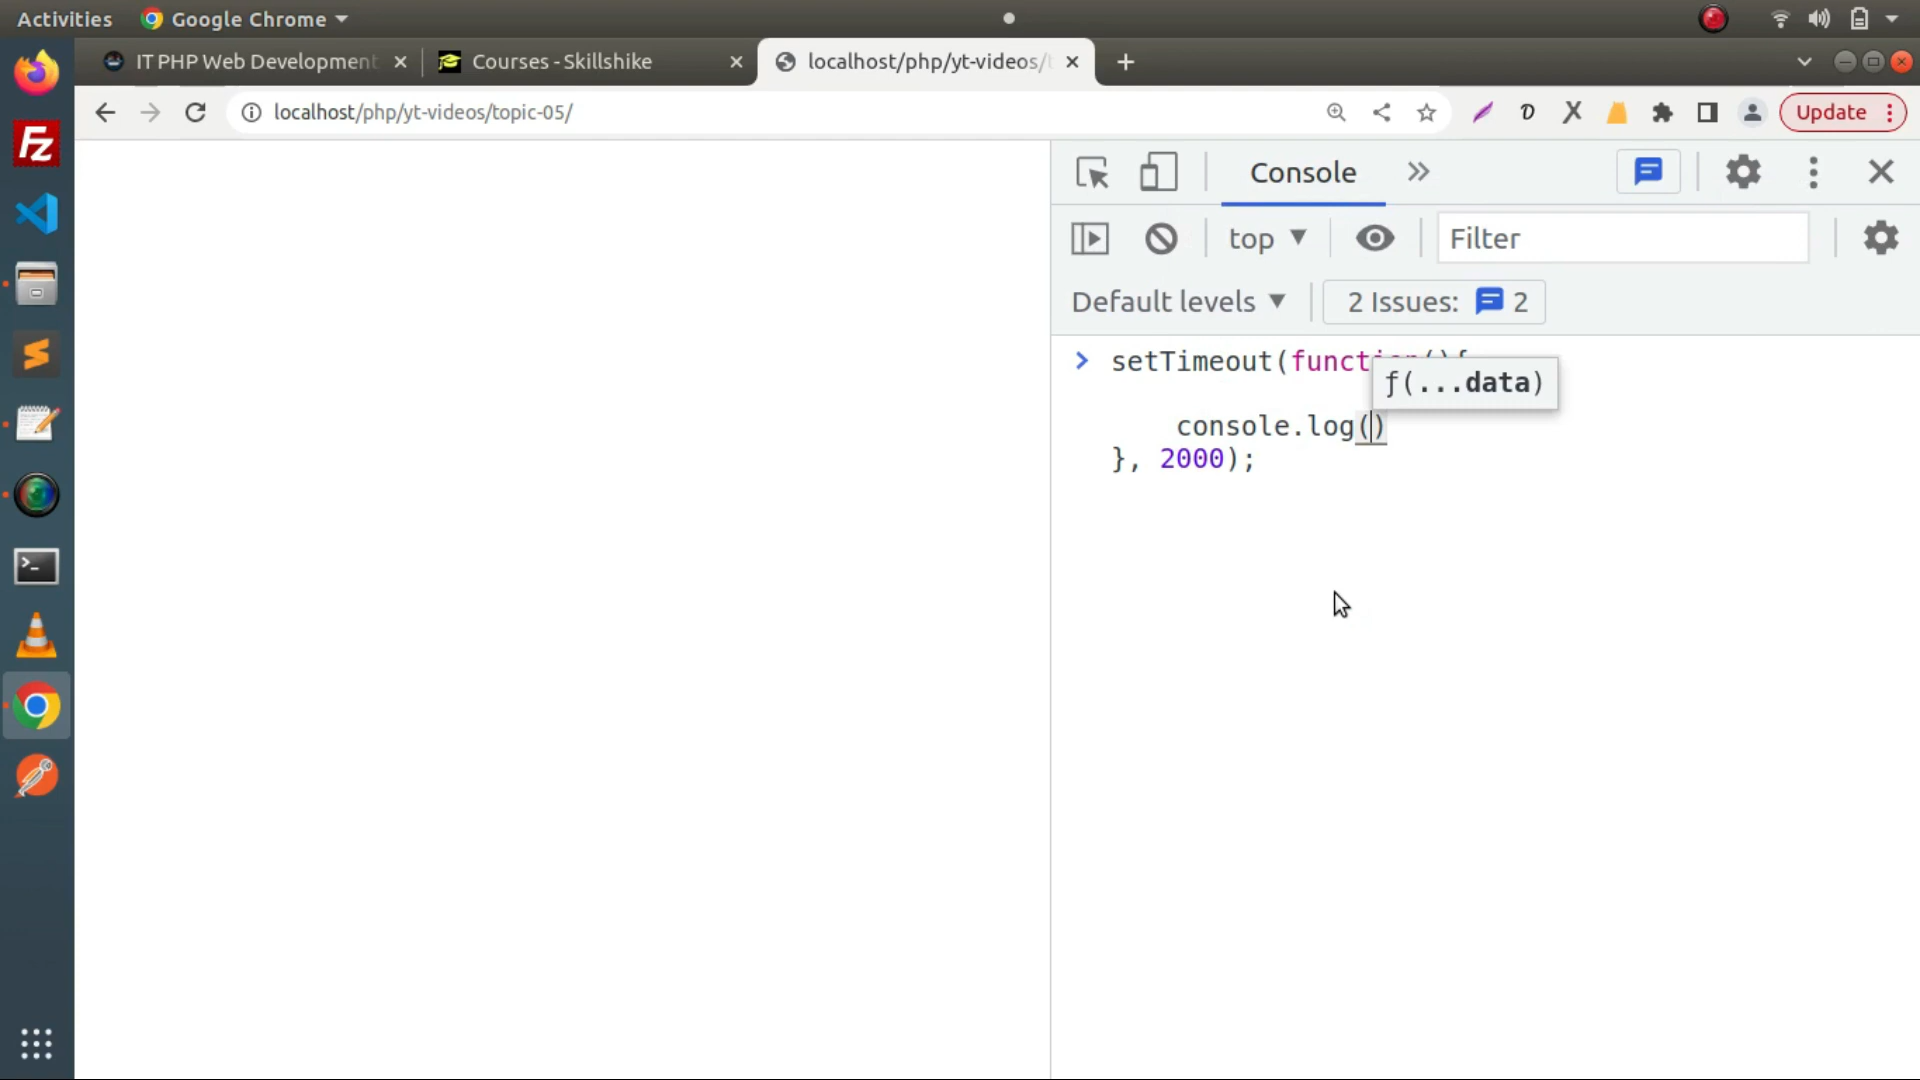 Activities
Google Chrome
IT PHP Web Development
Courses - Skillshike
localhost/php/yt-videos/t
localhost/php/yt-videos/topic-05/
D
X
Update
Console
top
Filter
Default levels
2 Issues:
2
> setTimeout(function(){
ƒ(...data)
console.log()
}, 2000);